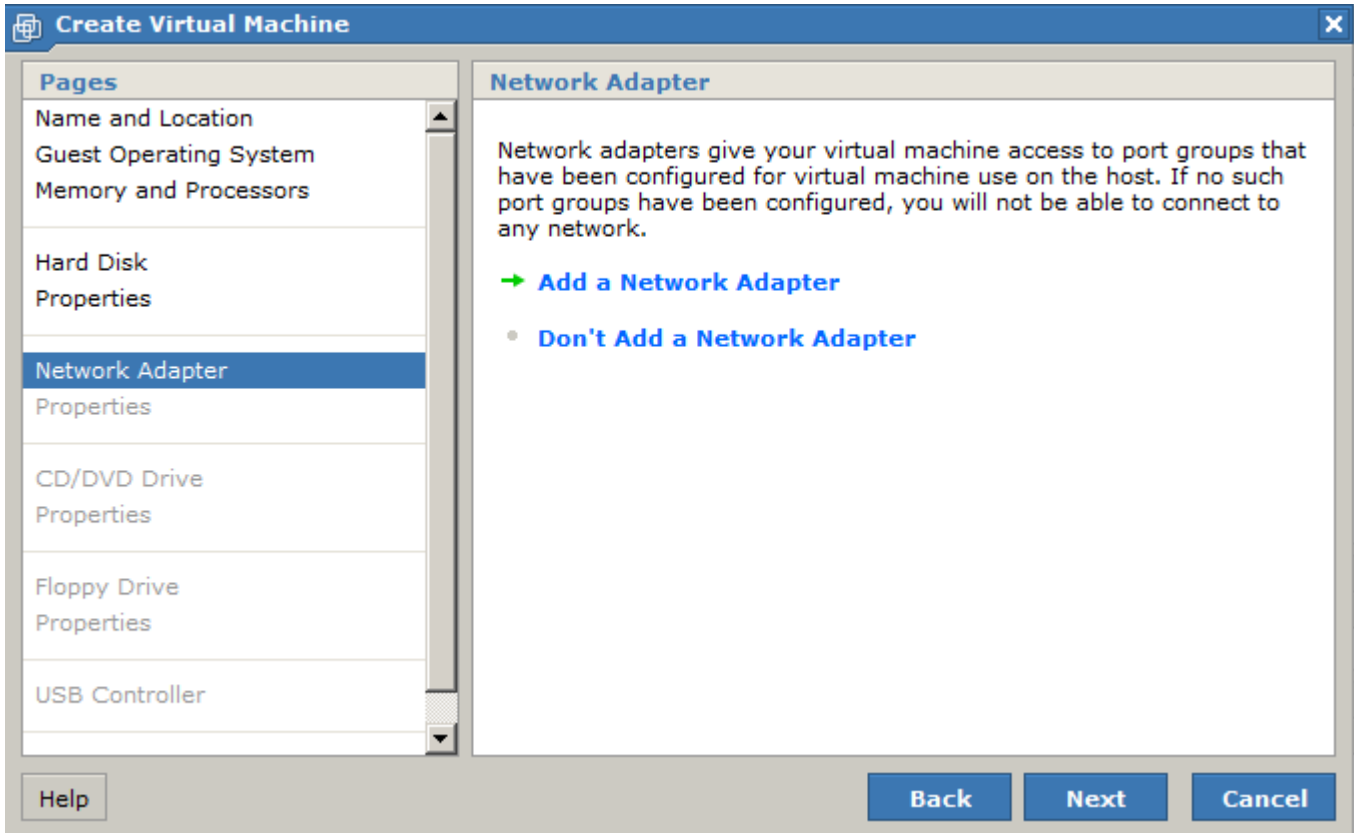 Create Virtual Machine
Pages
Name and Location
Guest Operating System
Memory and Processors
Hard Disk
Properties
Network Adapter
Properties
CD/DVD Drive
Properties
Floppy Drive
Properties
USB Controller
Network Adapter
Network adapters give your virtual machine access to port groups that
have been configured for virtual machine use on the host. If no such
port groups have been configured, you will not be able to connect to
any network.
Add a Network Adapter
Don't Add a Network Adapter
Help
Back
Next
Cancel